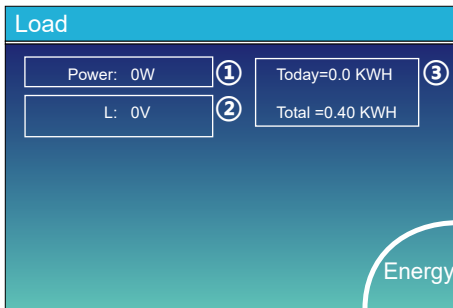 Load
Power: 0W
①
L: 0V
②
Today=0.0 KWH
Total =0.40 KWH
③
Energy